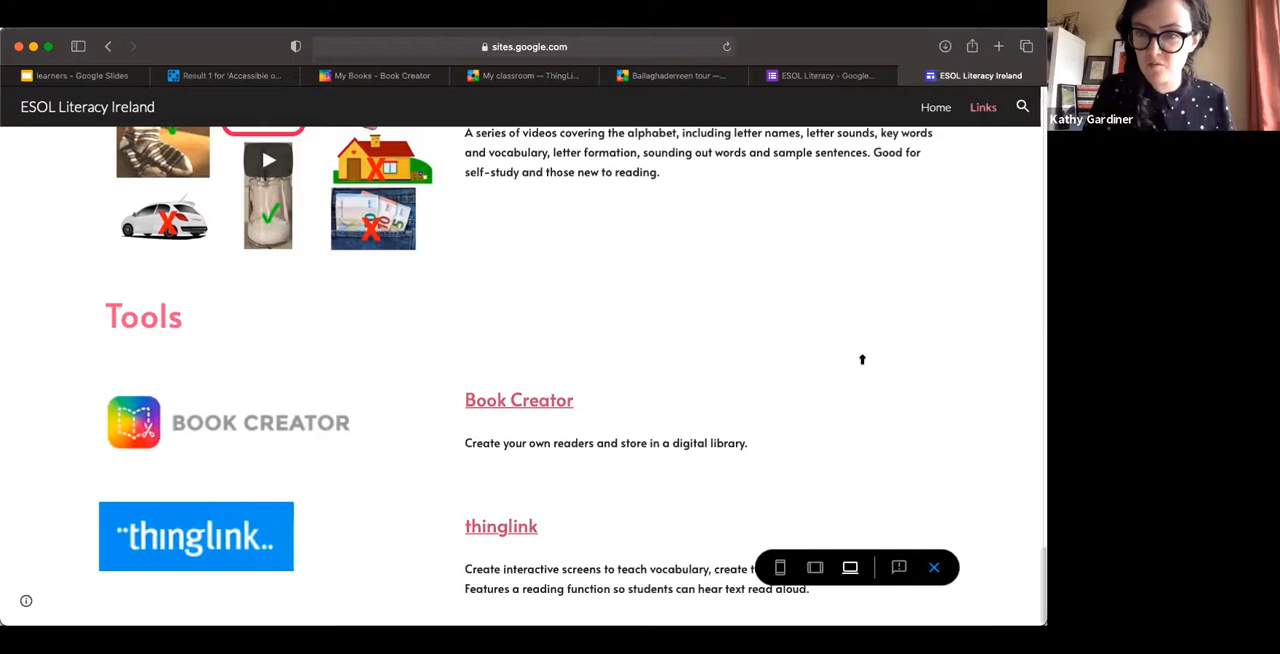 sites.google.com
learners - Google Slides
Result 1 for 'Accessible o...
My Books - Book Creator
My classroom — ThingLi...
Ballaghaderreen tour —...
ESOL Literacy - Google...
ESOL Literacy Ireland
ESOL Literacy Ireland
Home
Links
Kathy Gardiner
A series of videos covering the alphabet, including letter names, letter sounds, key words
and vocabulary, letter formation, sounding out words and sample sentences. Good for
self-study and those new to reading.
Tools
BOOK CREATOR
Book Creator
Create your own readers and store in a digital library.
thinglink..
thinglink
Create interactive screens to teach vocabulary, create t
Features a reading function so students can hear text read aloud.